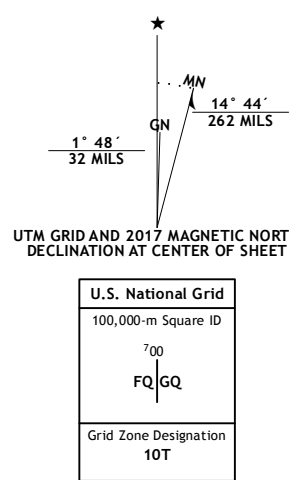 ★
MN
GN
14° 44´
262 MILS
1° 48´
32 MILS
UTM GRID AND 2017 MAGNETIC NORT
DECLINATION AT CENTER OF SHEET
U.S. National Grid
100,000-m Square ID
⁷00
FQ GQ
Grid Zone Designation
10T